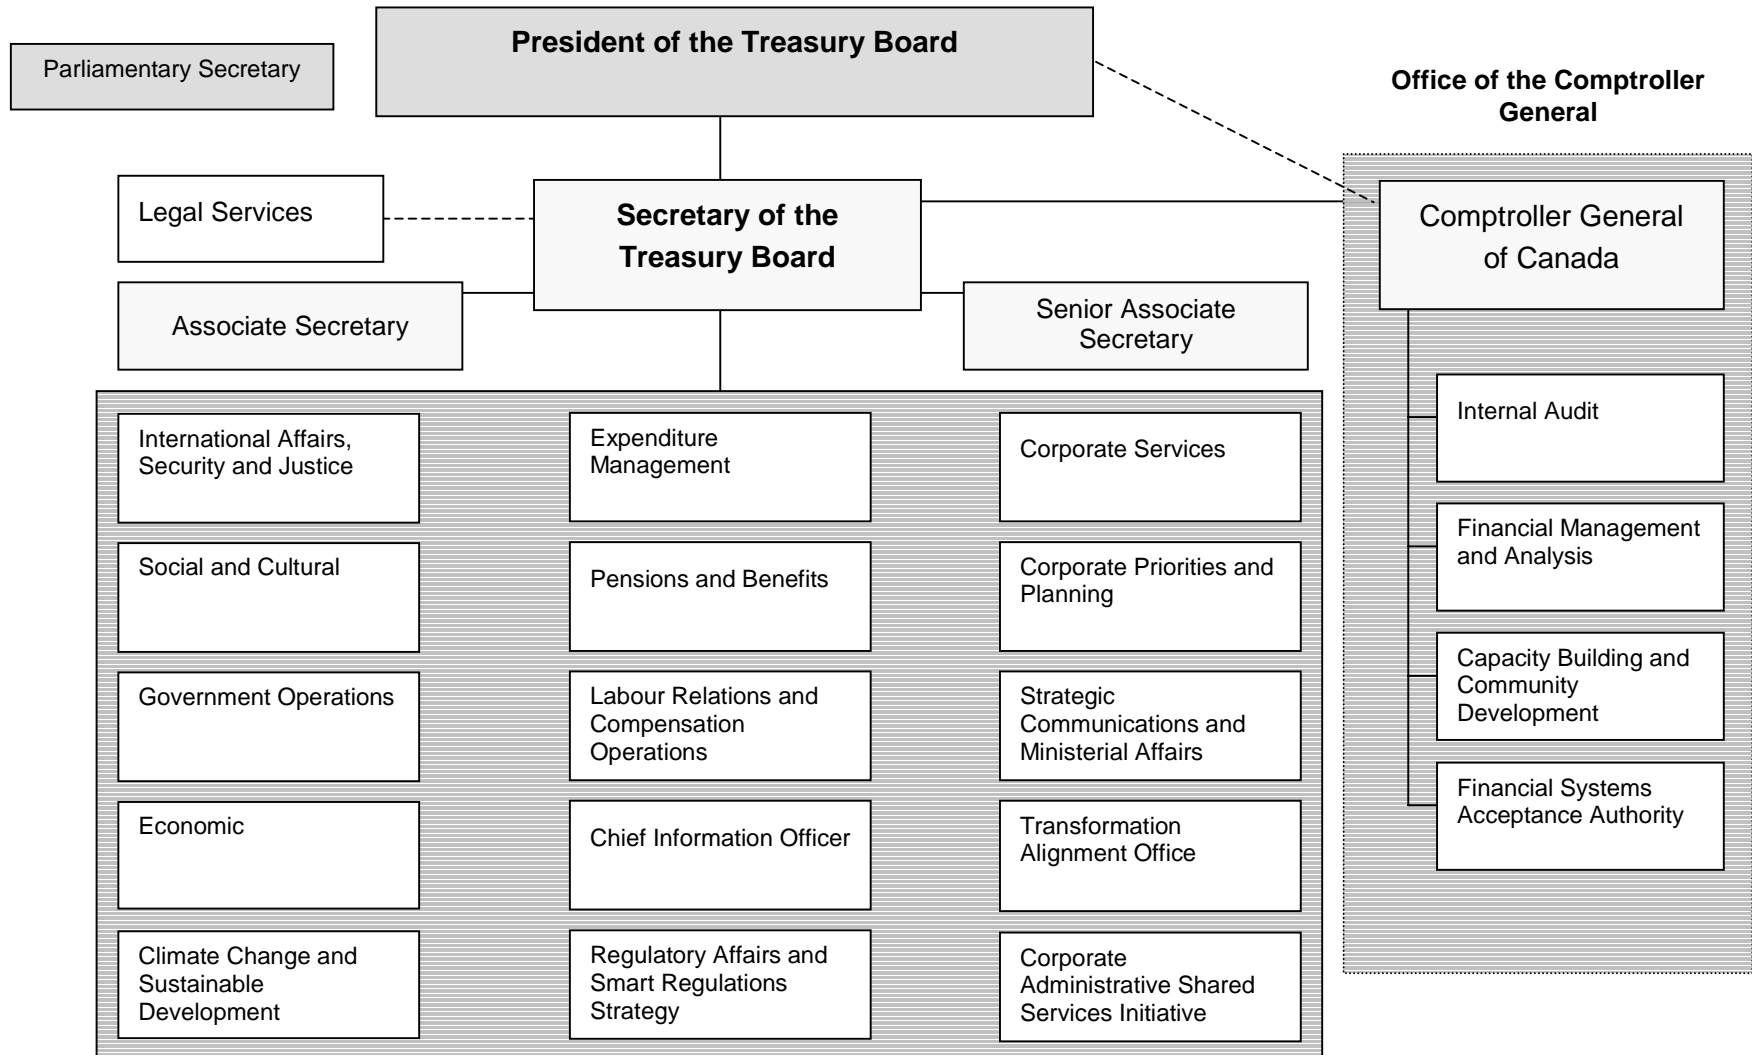 President of the Treasury Board
Parliamentary Secretary
Office of the Comptroller
General
Legal Services
Secretary of the
Treasury Board
Comptroller General
of Canada
Associate Secretary
Senior Associate
Secretary
International Affairs,
Security and Justice
Expenditure
Management
Corporate Services
Social and Cultural
Pensions and Benefits
Corporate Priorities and
Planning
Government Operations
Labour Relations and
Compensation
Operations
Strategic
Communications and
Ministerial Affairs
Economic
Chief Information Officer
Transformation
Alignment Office
Climate Change and
Sustainable
Development
Regulatory Affairs and
Smart Regulations
Strategy
Corporate
Administrative Shared
Services Initiative
Internal Audit
Financial Management
and Analysis
Capacity Building and
Community
Development
Financial Systems
Acceptance Authority